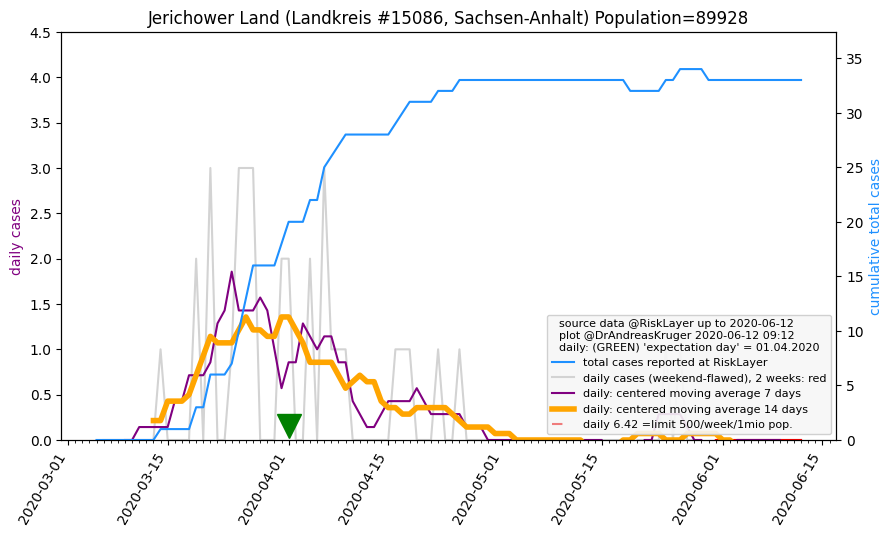 Jerichower Land (Landkreis #15086, Sachsen-Anhalt) Population=89928
4.5
4.0
3.5
3.0
2.5
2.0
1.5
1.0
0.5
0.0
daily cases
35
30
25
20
15
10
5
0
cumulative total cases
source data @RiskLayer up to 2020-06-12
plot @DrAndreasKruger 2020-06-12 09:12
daily: (GREEN) 'expectation day' = 01.04.2020
total cases reported at RiskLayer
daily cases (weekend-flawed), 2 weeks: red
daily: centered moving average 7 days
daily: centered moving average 14 days
daily 6.42 =limit 500/week/1mio pop.
2020-03-01
2020-03-15
2020-04-01
2020-04-15
2020-05-01
2020-05-15
2020-06-01
2020-06-15